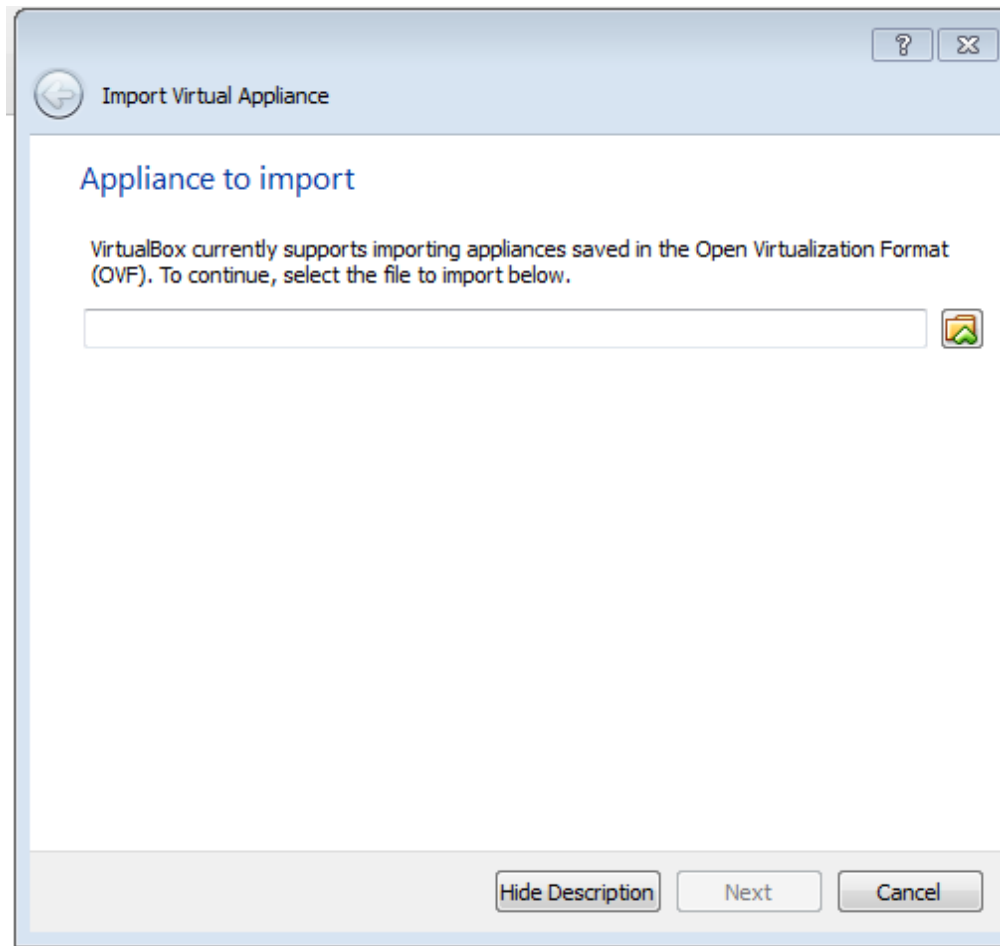 Import Virtual Appliance
Appliance to import
VirtualBox currently supports importing appliances saved in the Open Virtualization Format
(OVF). To continue, select the file to import below.
Hide Description Next Cancel